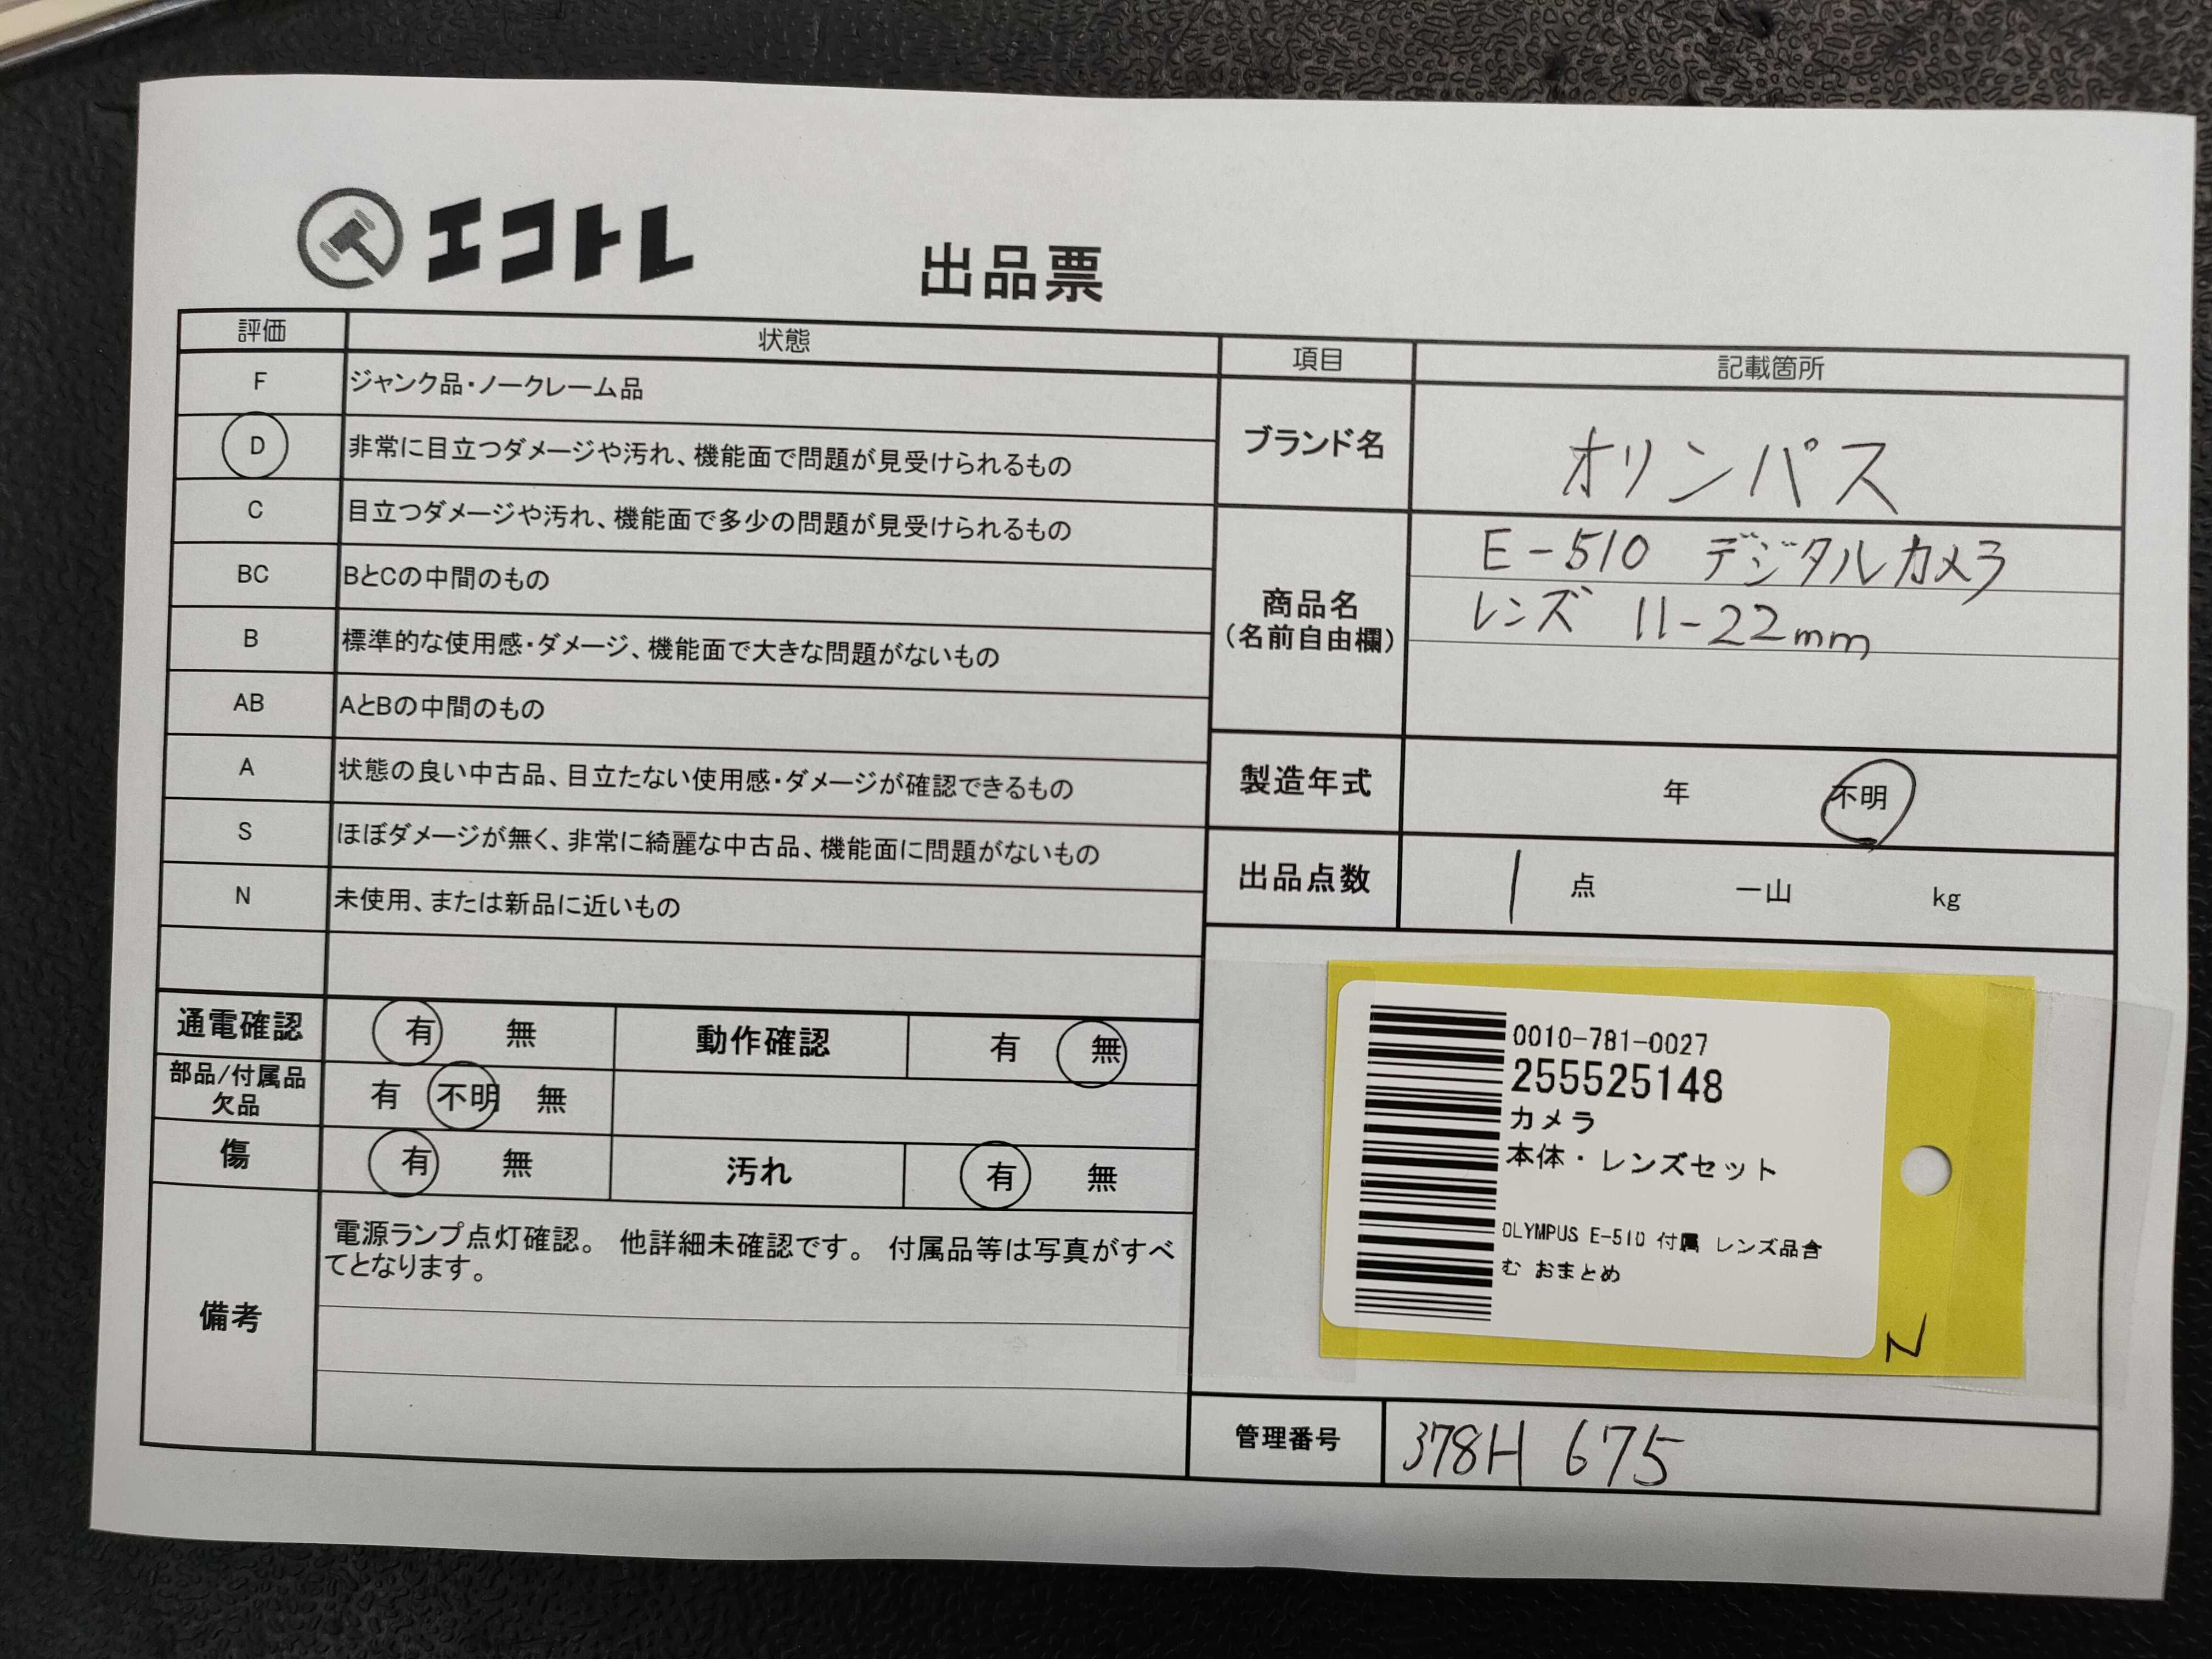 エコトレ
出品票
評価 状態
F ジャンク品・ノークレーム品
D 非常に目立つダメージや汚れ、機能面で問題が見受けられるもの
C 目立つダメージや汚れ、機能面で多少の問題が見受けられるもの
BC BとCの中間のもの
B 標準的な使用感・ダメージ、機能面で大きな問題がないもの
AB AとBの中間のもの
A 状態の良い中古品、目立たない使用感・ダメージが確認できるもの
S ほぼダメージが無く、非常に綺麗な中古品、機能面に問題がないもの
N 未使用、または新品に近いもの
通電確認 有 無 動作確認 有 無
部品/付属品
欠品 有 不明 無
傷 有 無 汚れ 有 無
備考
電源ランプ点灯確認。 他詳細未確認です。 付属品等は写真がすべ
てとなります。
項目 記載箇所
ブランド名 オリンパス
商品名
(名前自由欄)
E-510 デジタルカメラ
レンズ 11-22mm
製造年式 年 不明
出品点数 1 点 一山 kg
0010-781-0027
255525148
カメラ
本体・レンズセット
OLYMPUS E-510 付属 レンズ品含
む おまとめ
N
管理番号 378H 675